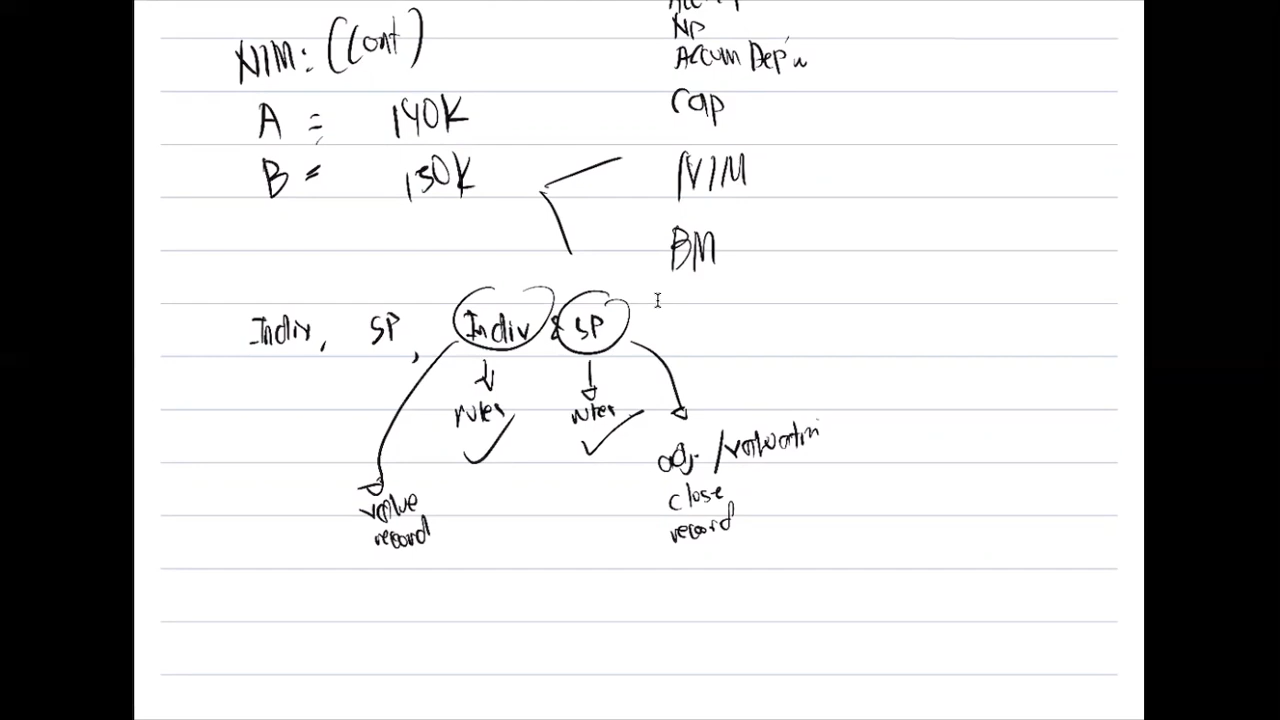 NP
Accum Dep'n
NIM: (Cont)
Cap
A = 140K
B = 150K
NIM
BM
Indiv, SP, Indiv & SP
rules rules
adj. /valuation
close
record
value
record